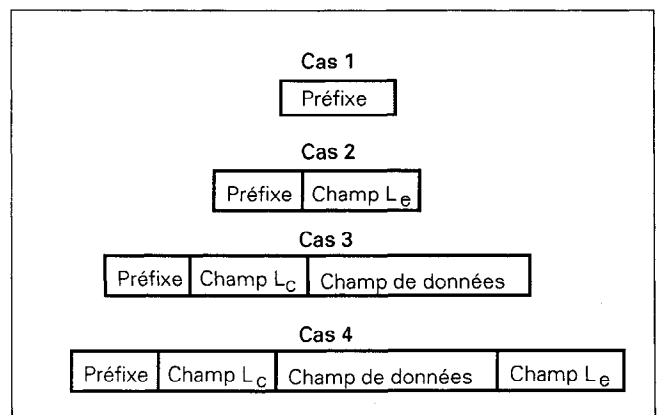 Cas 1
Préfixe
Cas 2
Préfixe Champ Le
Cas 3
Préfixe Champ Lc Champ de données
Cas 4
Préfixe Champ Lc Champ de données Champ Le